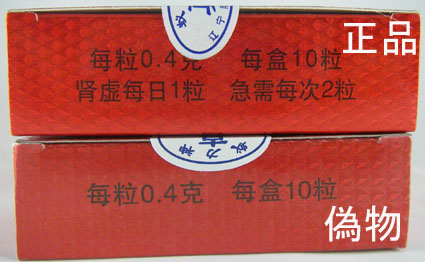 正品
每粒0.4克 每盒10粒
肾虚每日1粒 急需每次2粒
每粒0.4克 每盒10粒
偽物